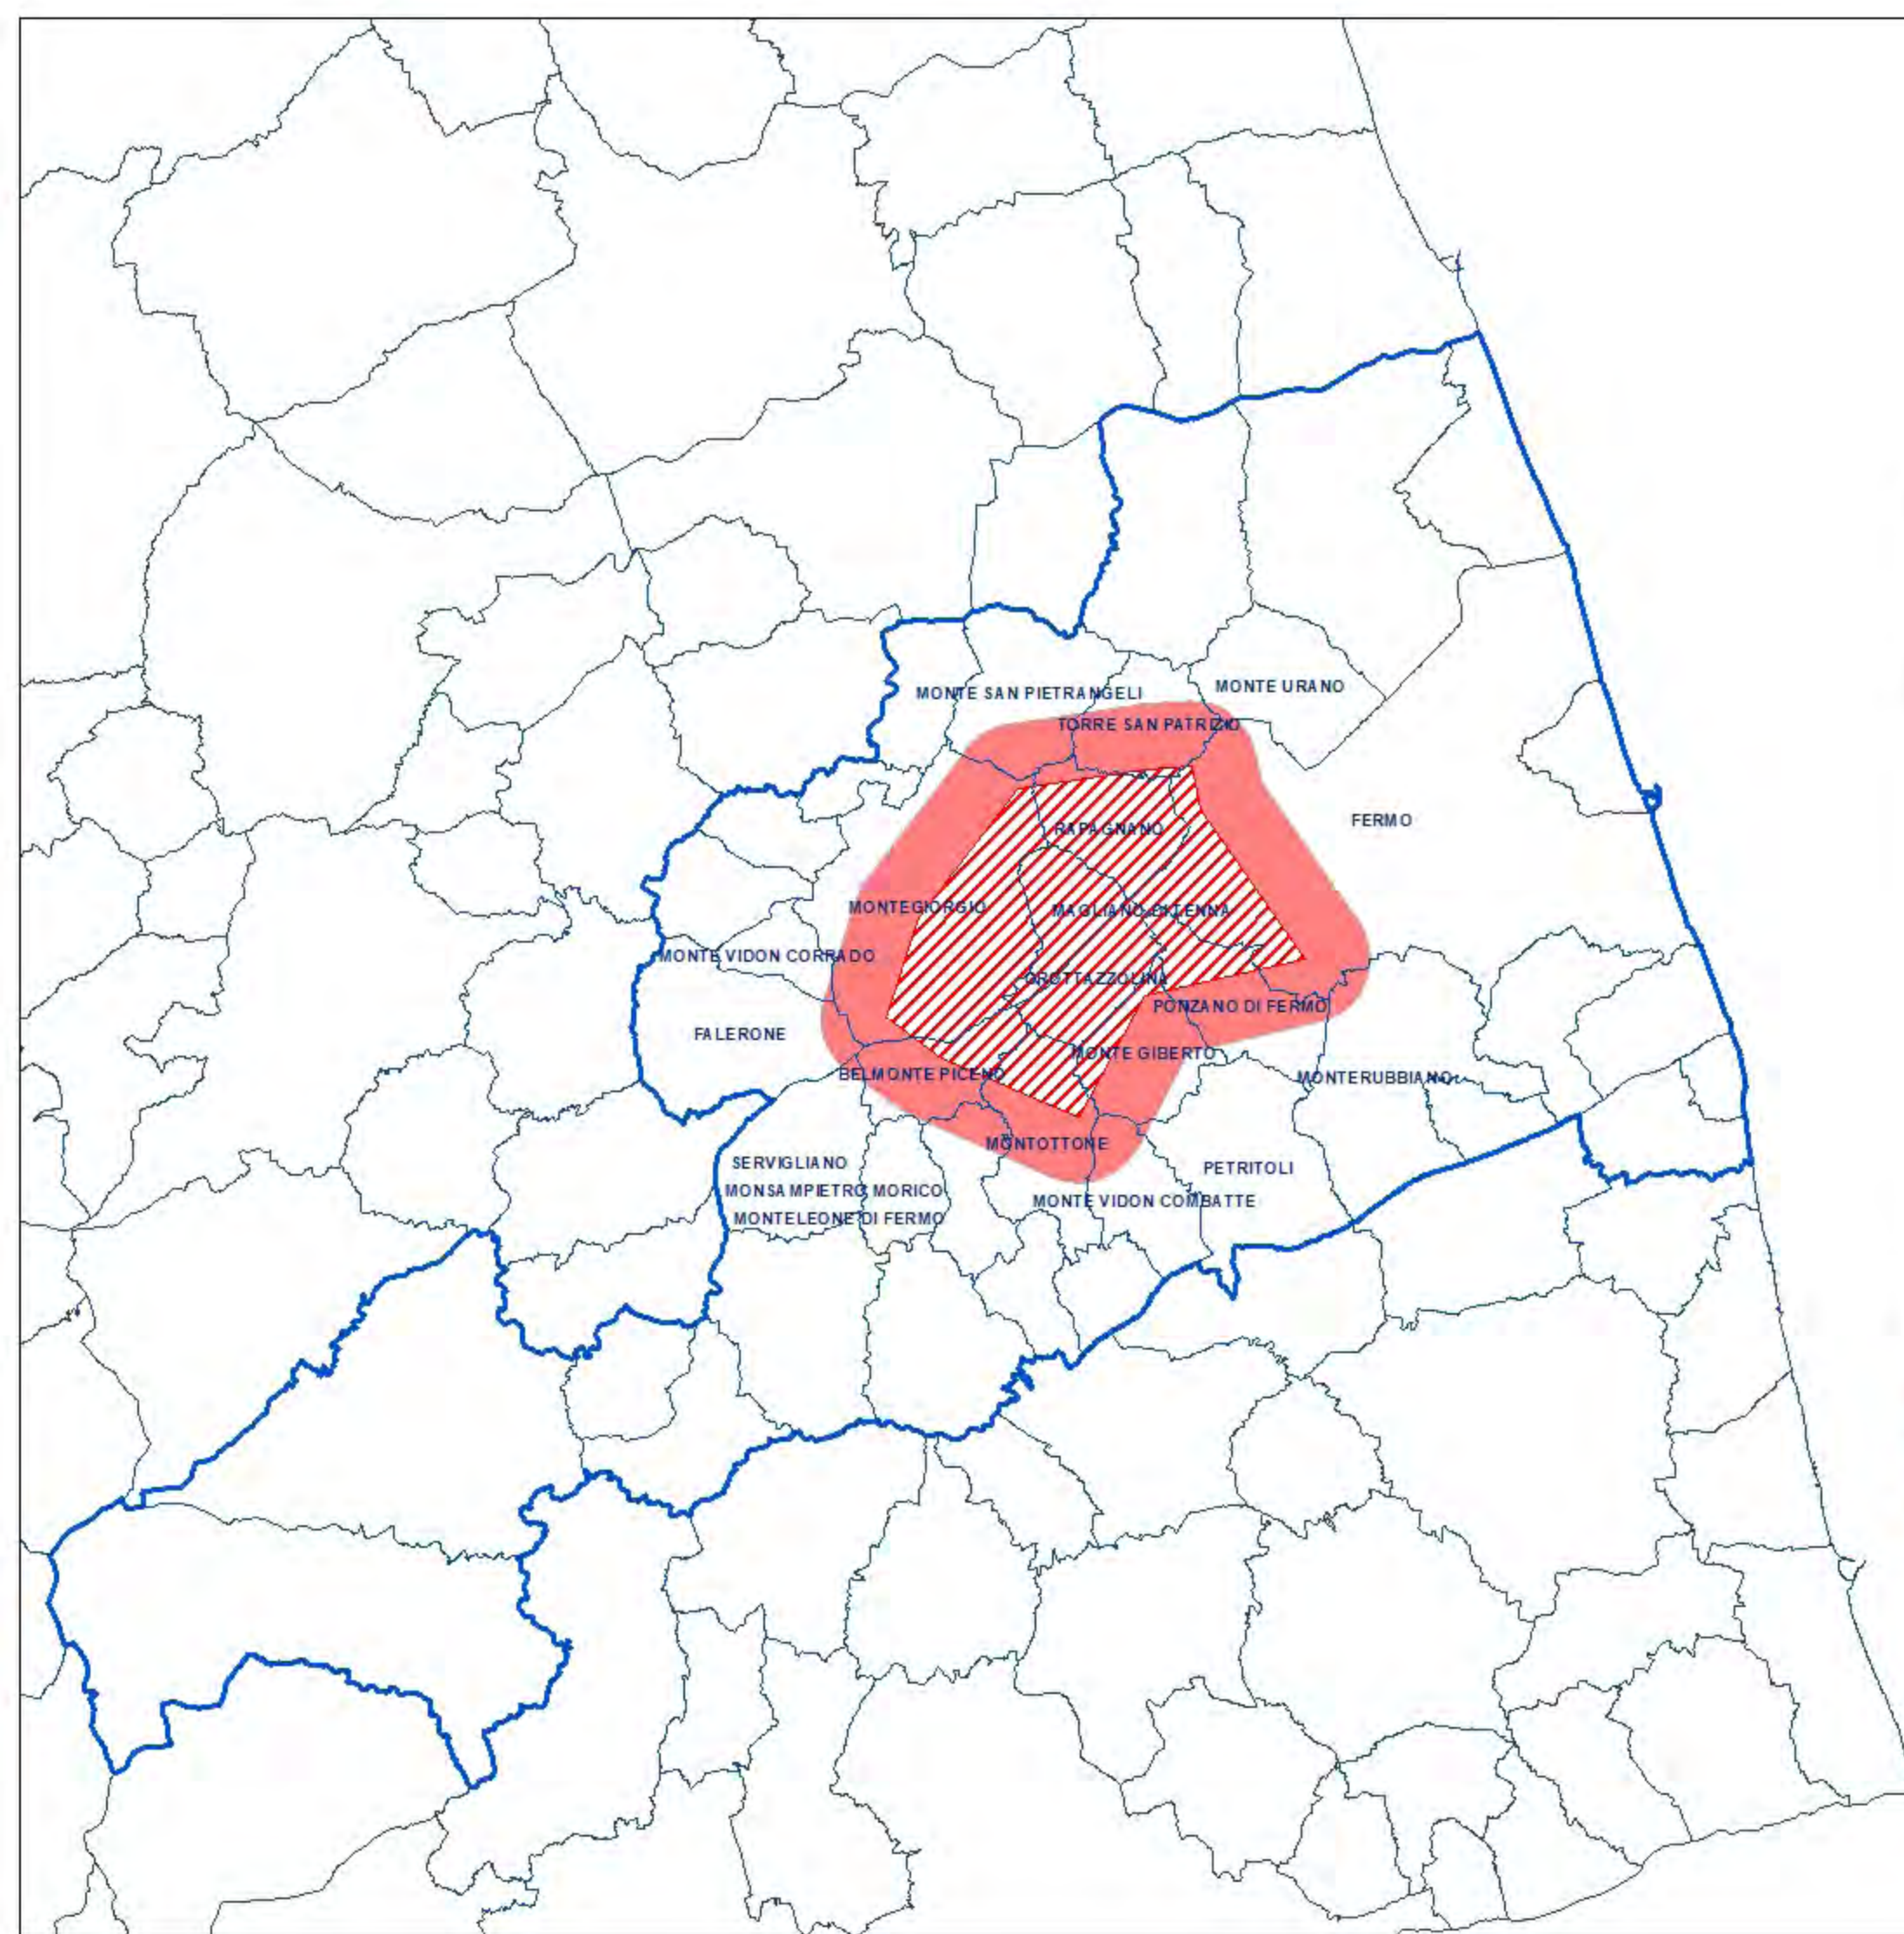 MONTE SAN PIETRANGELI
MONTE URANO
TORRE SAN PATRIZIO
FERMO
RAPAGNANO
MONTEGIORGIO
MAGLIANO DI TENNA
MONTE VIDON CORRADO
GROTTAZZOLINA
PONZANO DI FERMO
FALERONE
MONTE GIBERTO
BELMONTE PICENO
MONTERUBBIANO
MONTOTTONE
SERVIGLIANO
PETRITOLI
MONSAMPIETRO MORICO
MONTE VIDON COMBATTE
MONTELEONE DI FERMO